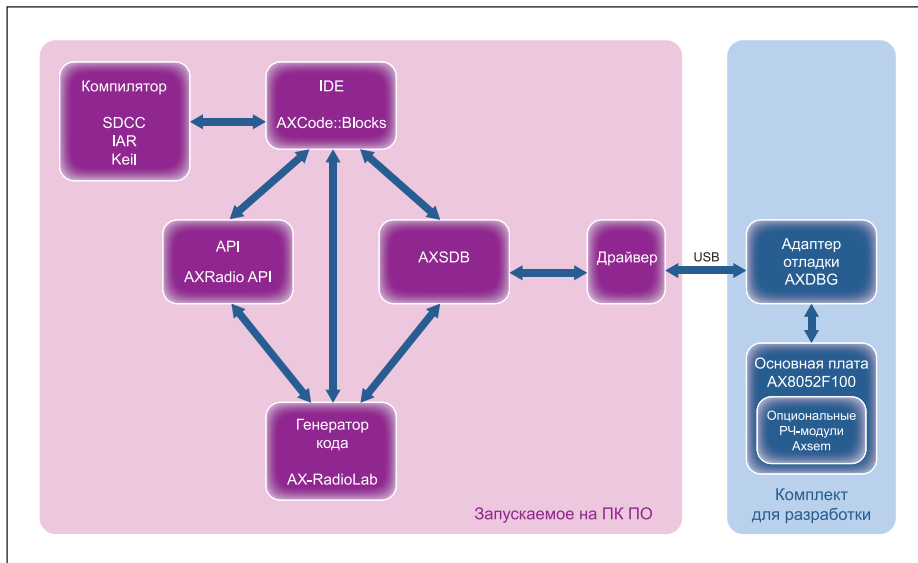 Компилятор
SDCC
IAR
Keil
IDE
AXCode::Blocks
API
AXRadio API
AXSDB
Драйвер
USB
Адаптер
отладки
AXDBG
Основная плата
AX8052F100
Опциональные
РЧ-модули
Axsem
Генератор
кода
AX-RadioLab
Запускаемое на ПК ПО
Комплект
для разработки